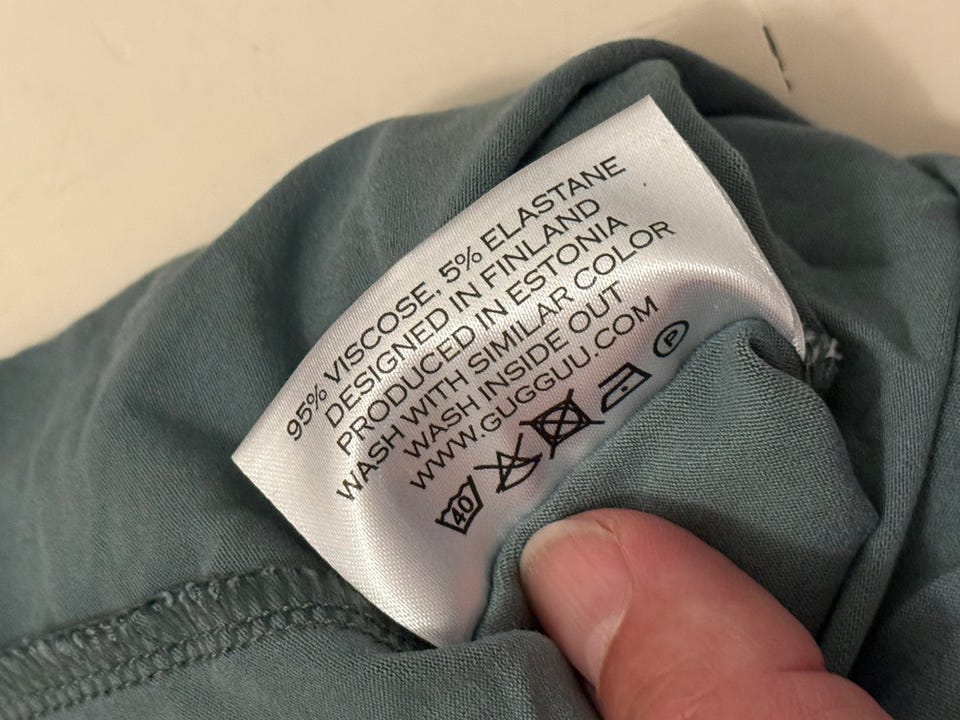 95% VISCOSE, 5% ELASTANE
DESIGNED IN FINLAND
PRODUCED IN ESTONIA
WASH WITH SIMILAR COLOR
WASH INSIDE OUT
WWW.GUGGUU.COM
40 P